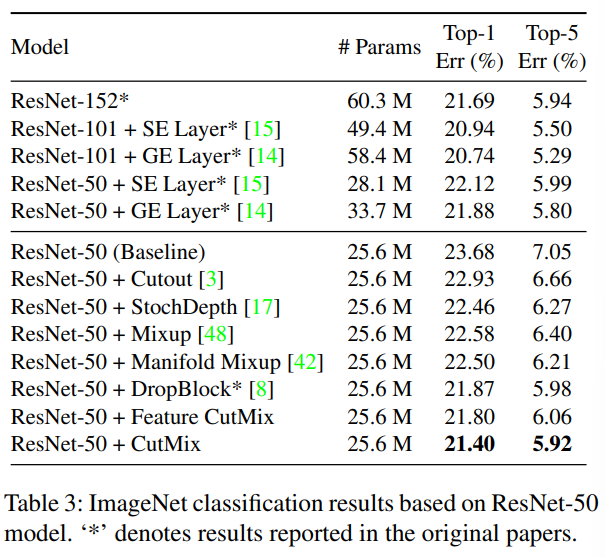 Model # Params Top-1 Err (%) Top-5 Err (%)
ResNet-152* 60.3 M 21.69 5.94
ResNet-101 + SE Layer* [15] 49.4 M 20.94 5.50
ResNet-101 + GE Layer* [14] 58.4 M 20.74 5.29
ResNet-50 + SE Layer* [15] 28.1 M 22.12 5.99
ResNet-50 + GE Layer* [14] 33.7 M 21.88 5.80
ResNet-50 (Baseline) 25.6 M 23.68 7.05
ResNet-50 + Cutout [3] 25.6 M 22.93 6.66
ResNet-50 + StochDepth [17] 25.6 M 22.46 6.27
ResNet-50 + Mixup [48] 25.6 M 22.58 6.40
ResNet-50 + Manifold Mixup [42] 25.6 M 22.50 6.21
ResNet-50 + DropBlock* [8] 25.6 M 21.87 5.98
ResNet-50 + Feature CutMix 25.6 M 21.80 6.06
ResNet-50 + CutMix 25.6 M 21.40 5.92
Table 3: ImageNet classification results based on ResNet-50
model. ‘*’ denotes results reported in the original papers.